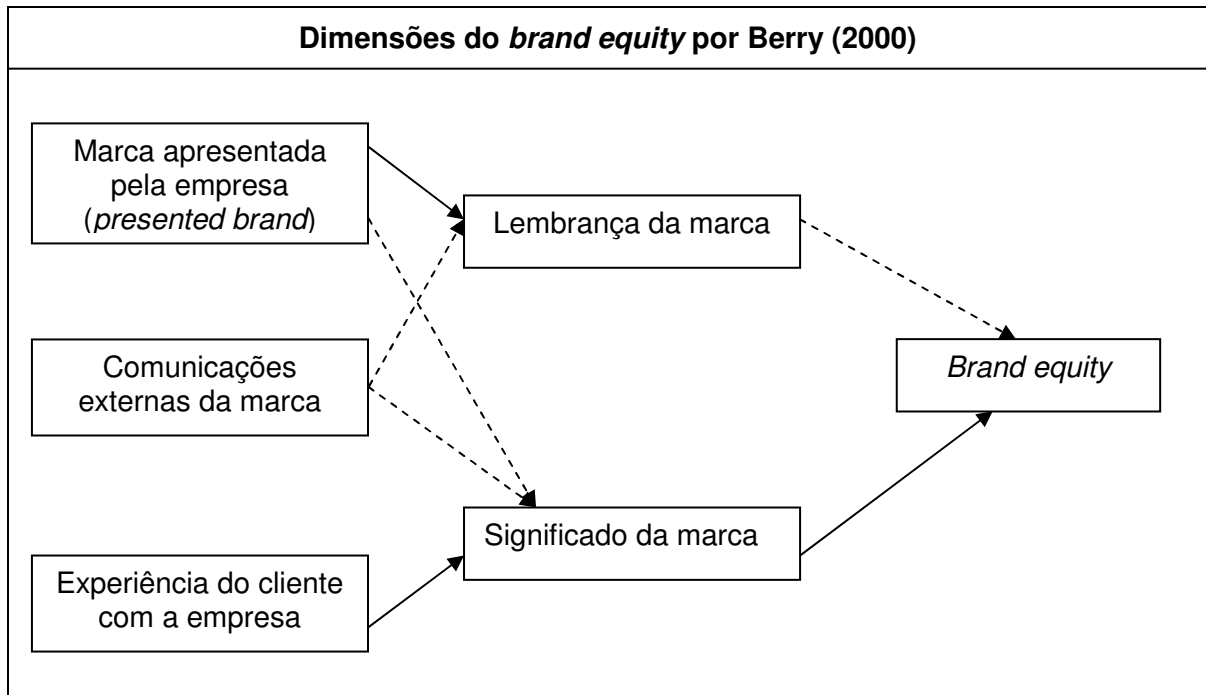 Dimensões do brand equity por Berry (2000)
Marca apresentada
pela empresa
(presented brand)
Lembrança da marca
Comunicações
externas da marca
Brand equity
Significado da marca
Experiência do cliente
com a empresa